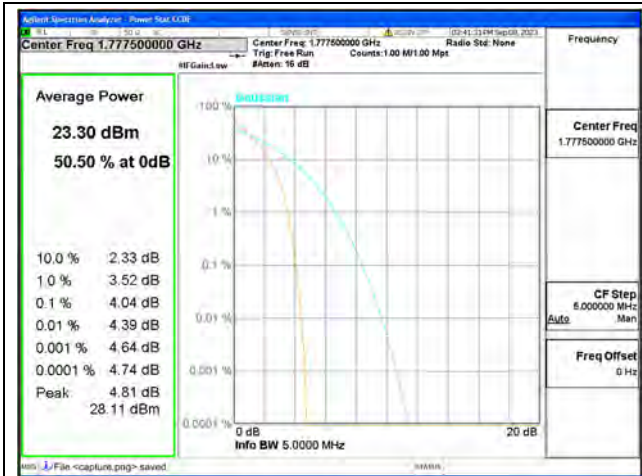 Agilent Spectrum Analyzer - Power Stat CCDF
RL
50 Ω
SENSE:INT
02:41:31 PM Sep 08, 2023
Center Freq 1.777500000 GHz
Center Freq: 1.777500000 GHz
Radio Std: None
Trig: Free Run
Counts:1.00 M/1.00 Mpt
#IFGain:Low
#Atten: 16 dB
Frequency
Average Power
23.30 dBm
50.50 % at 0dB
10.0 % 2.33 dB
1.0 % 3.52 dB
0.1 % 4.04 dB
0.01 % 4.39 dB
0.001 % 4.64 dB
0.0001 % 4.74 dB
Peak 4.81 dB
28.11 dBm
Gaussian
100 %
10 %
1 %
0.1 %
0.01 %
0.001 %
0.0001 %
0 dB
20 dB
Info BW 5.0000 MHz
Center Freq
1.777500000 GHz
CF Step
5.000000 MHz
Auto Man
Freq Offset
0 Hz
MSG File <capture.png> saved
STATUS